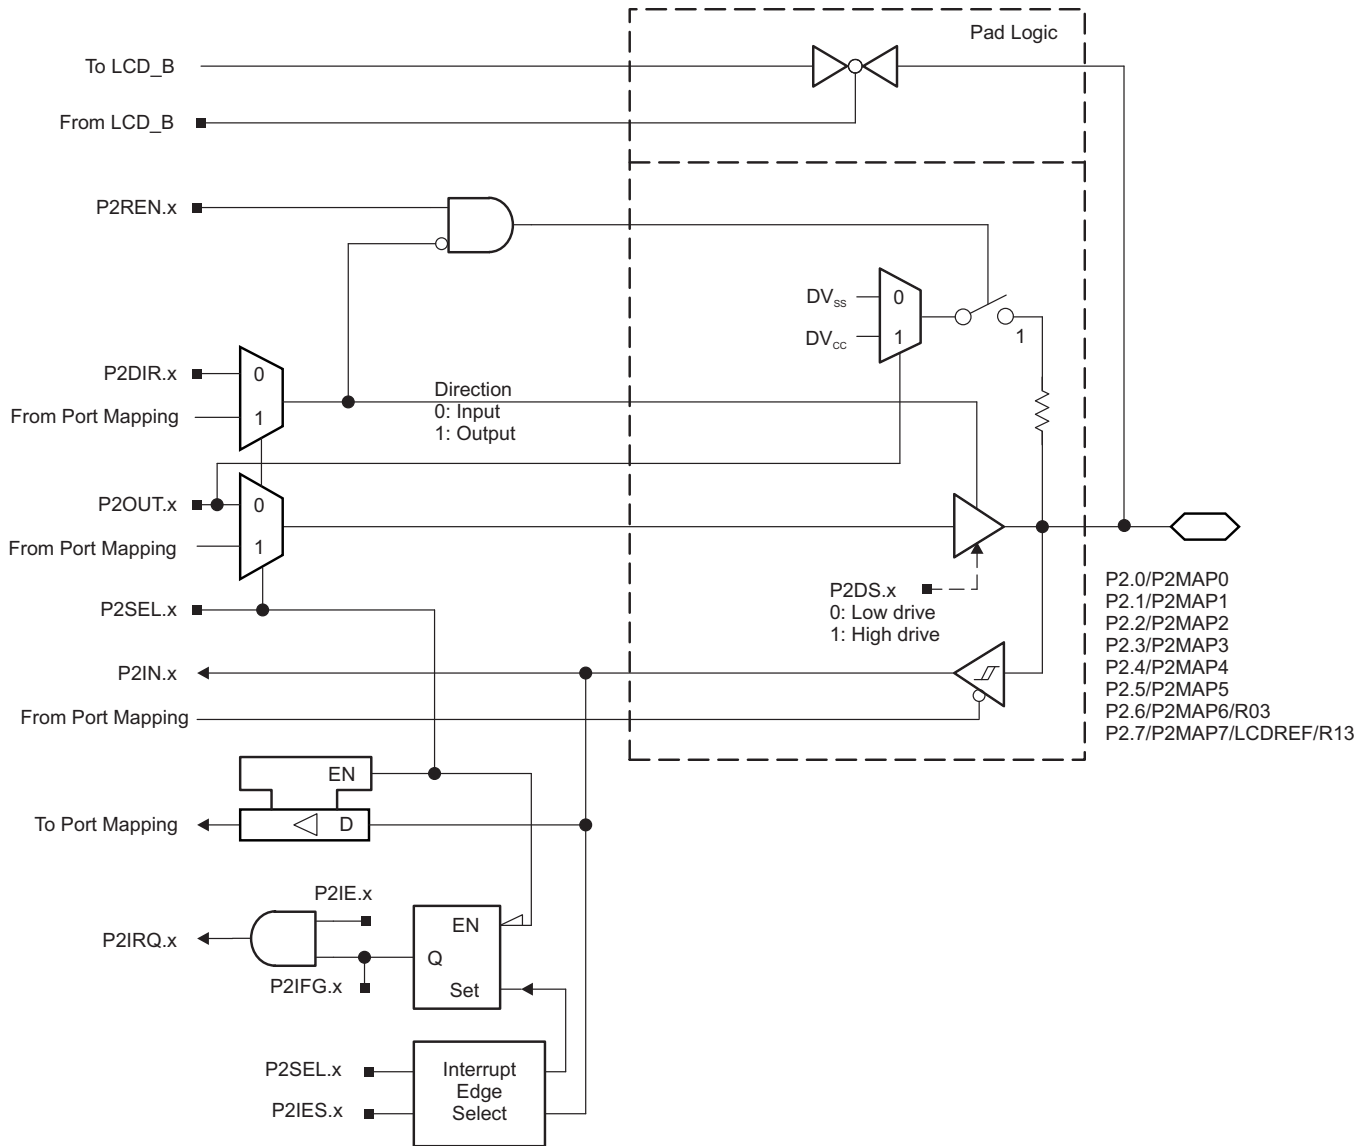 Pad Logic
To LCD_B
From LCD_B
P2REN.x
DVSS
0
DVCC
1
1
P2DIR.x
0
From Port Mapping
1
Direction
0: Input
1: Output
P2OUT.x
0
From Port Mapping
1
P2SEL.x
P2DS.x
0: Low drive
1: High drive
P2.0/P2MAP0
P2.1/P2MAP1
P2.2/P2MAP2
P2.3/P2MAP3
P2.4/P2MAP4
P2.5/P2MAP5
P2.6/P2MAP6/R03
P2.7/P2MAP7/LCDREF/R13
P2IN.x
From Port Mapping
EN
To Port Mapping
D
P2IE.x
EN
P2IRQ.x
Q
P2IFG.x
Set
P2SEL.x
P2IES.x
Interrupt
Edge
Select